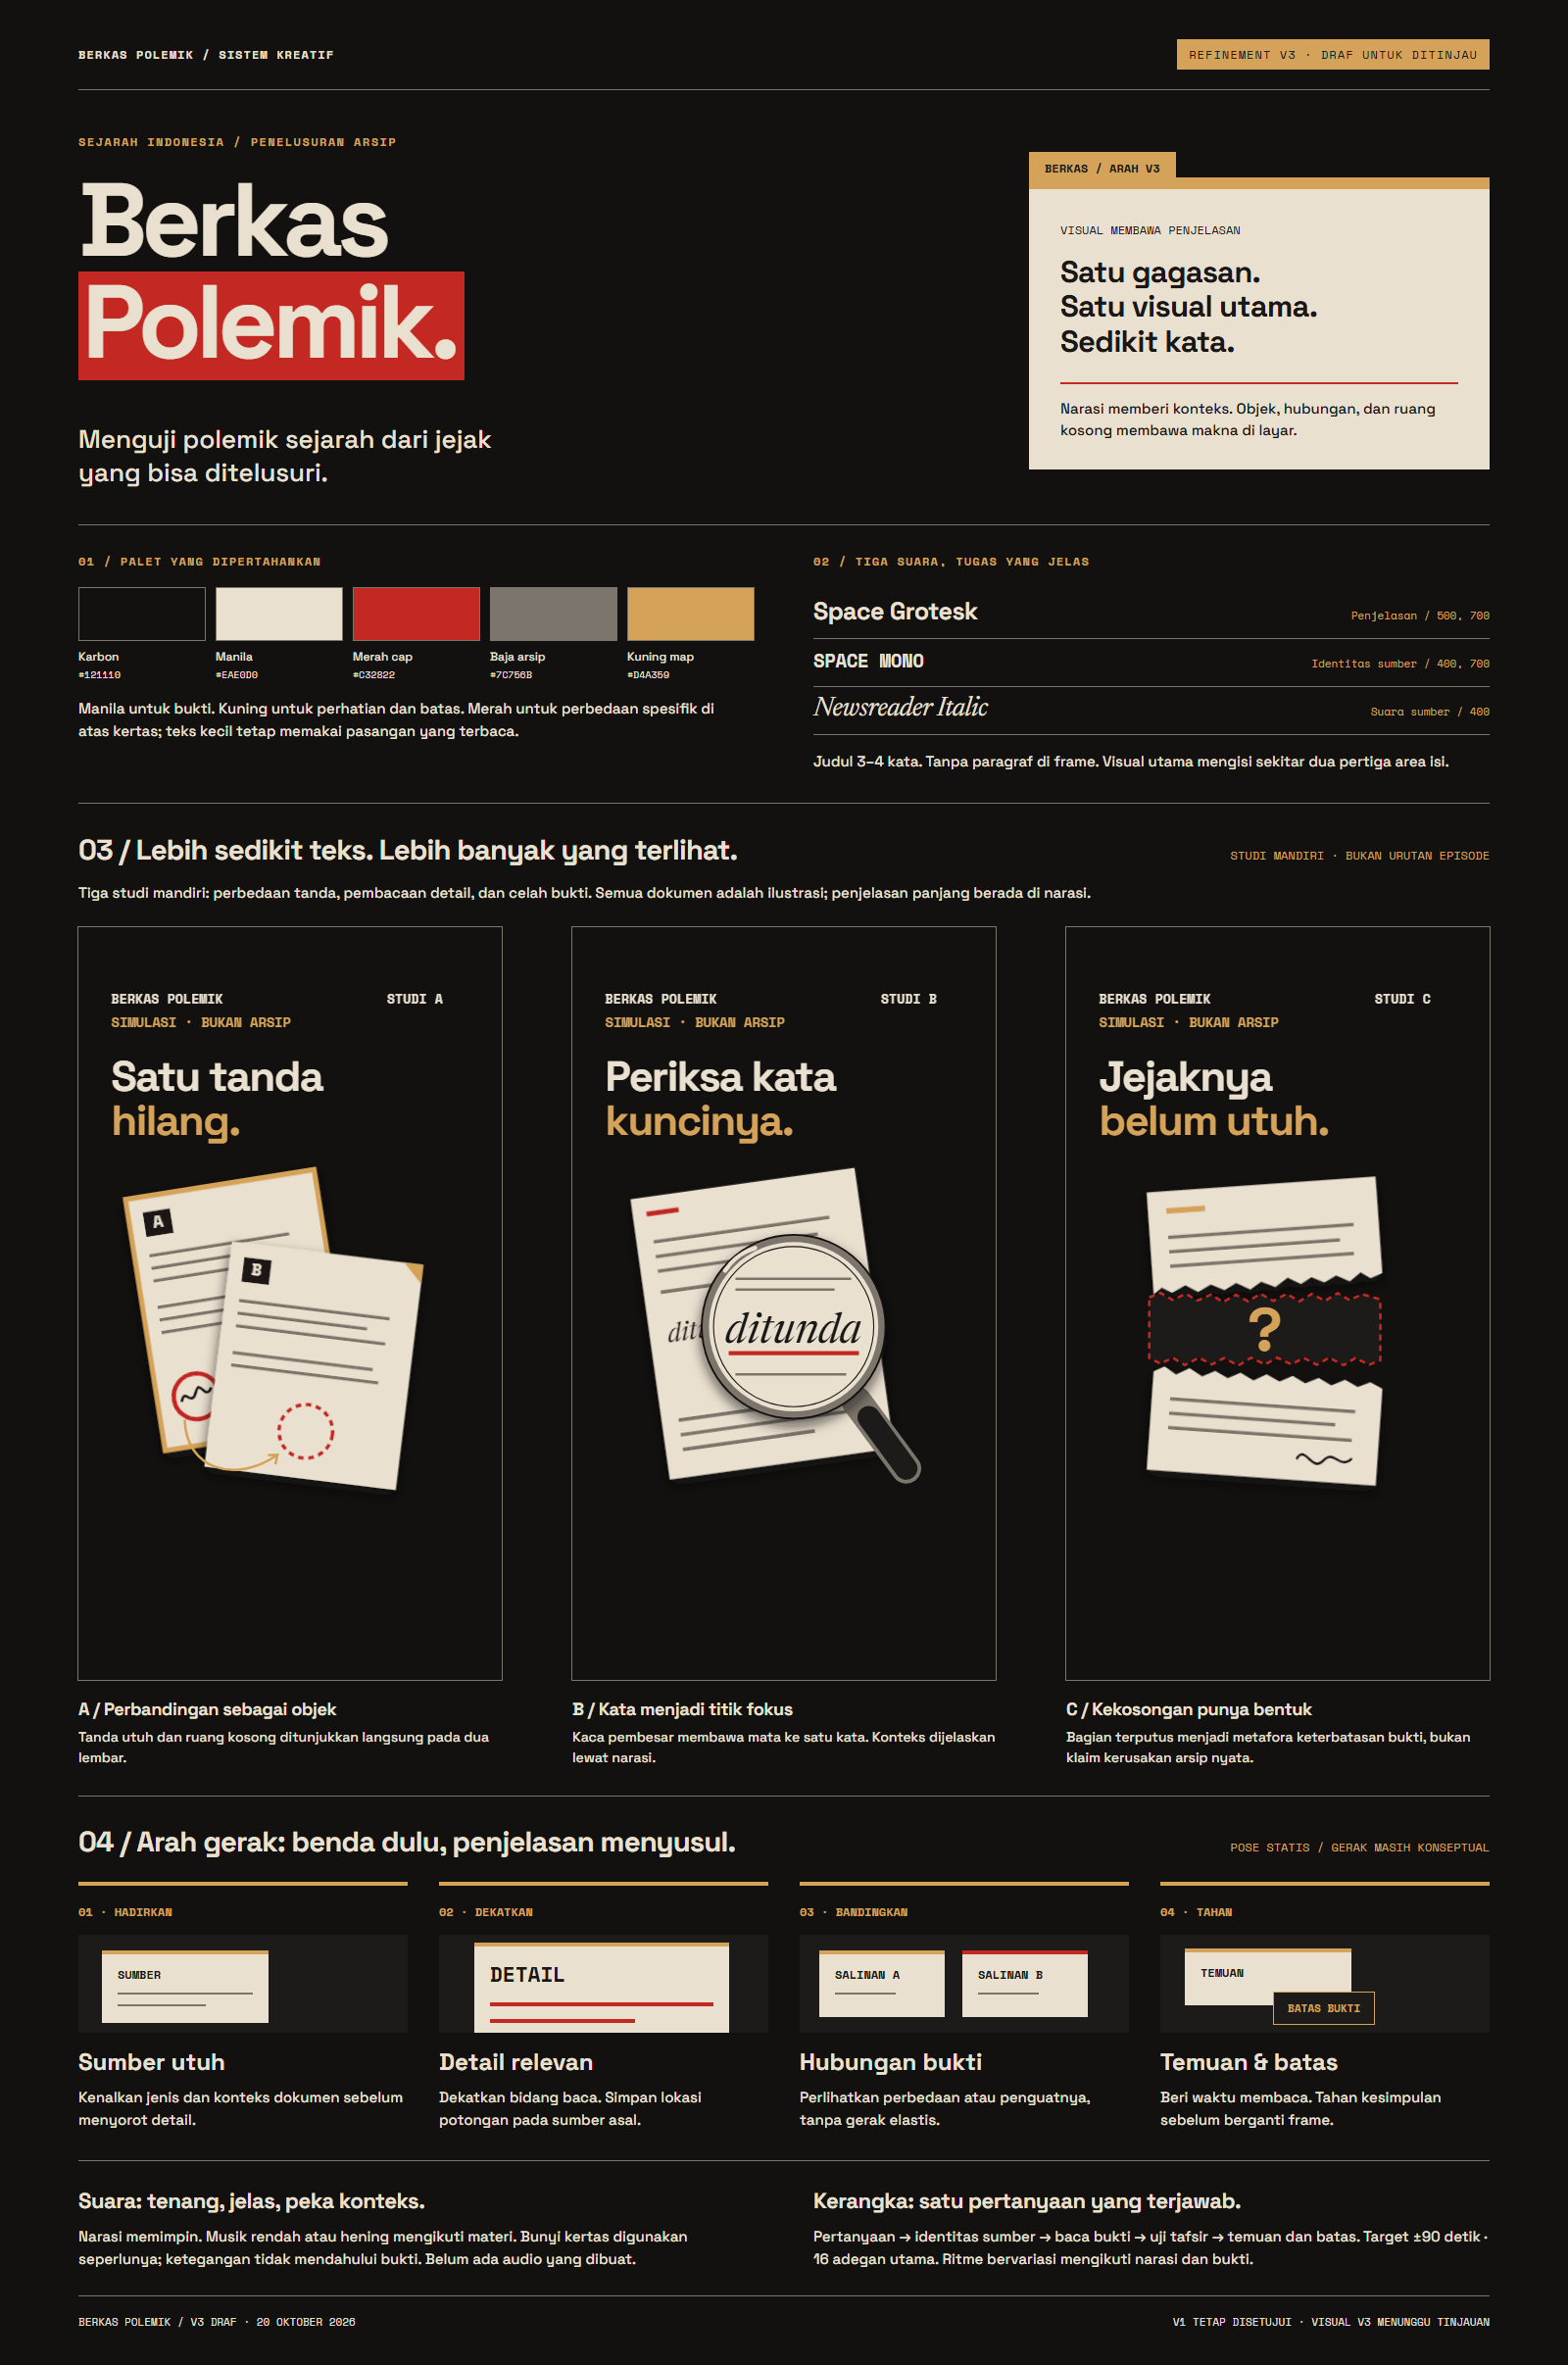 BERKAS POLEMIK / SISTEM KREATIF
REFINEMENT V3 · DRAF UNTUK DITINJAU
SEJARAH INDONESIA / PENELUSURAN ARSIP
Berkas
Polemik.
Menguji polemik sejarah dari jejak
yang bisa ditelusuri.
BERKAS / ARAH V3
VISUAL MEMBAWA PENJELASAN
Satu gagasan.
Satu visual utama.
Sedikit kata.
Narasi memberi konteks. Objek, hubungan, dan ruang
kosong membawa makna di layar.
01 / PALET YANG DIPERTAHANKAN
Karbon
#121110
Manila
#EAE0D0
Merah cap
#C32822
Baja arsip
#7C756B
Kuning map
#D4A359
Manila untuk bukti. Kuning untuk perhatian dan batas. Merah untuk perbedaan spesifik di
atas kertas; teks kecil tetap memakai pasangan yang terbaca.
02 / TIGA SUARA, TUGAS YANG JELAS
Space Grotesk
Penjelasan / 500, 700
SPACE MONO
Identitas sumber / 400, 700
Newsreader Italic
Suara sumber / 400
Judul 3–4 kata. Tanpa paragraf di frame. Visual utama mengisi sekitar dua pertiga area isi.
03 / Lebih sedikit teks. Lebih banyak yang terlihat.
STUDI MANDIRI · BUKAN URUTAN EPISODE
Tiga studi mandiri: perbedaan tanda, pembacaan detail, dan celah bukti. Semua dokumen adalah ilustrasi; penjelasan panjang berada di narasi.
BERKAS POLEMIK
STUDI A
SIMULASI · BUKAN ARSIP
Satu tanda
hilang.
A
B
A / Perbandingan sebagai objek
Tanda utuh dan ruang kosong ditunjukkan langsung pada dua
lembar.
BERKAS POLEMIK
STUDI B
SIMULASI · BUKAN ARSIP
Periksa kata
kuncinya.
ditunda
B / Kata menjadi titik fokus
Kaca pembesar membawa mata ke satu kata. Konteks dijelaskan
lewat narasi.
BERKAS POLEMIK
STUDI C
SIMULASI · BUKAN ARSIP
Jejaknya
belum utuh.
?
C / Kekosongan punya bentuk
Bagian terputus menjadi metafora keterbatasan bukti, bukan
klaim kerusakan arsip nyata.
04 / Arah gerak: benda dulu, penjelasan menyusul.
POSE STATIS / GERAK MASIH KONSEPTUAL
01 · HADIRKAN
SUMBER
Sumber utuh
Kenalkan jenis dan konteks dokumen sebelum
menyorot detail.
02 · DEKATKAN
DETAIL
Detail relevan
Dekatkan bidang baca. Simpan lokasi
potongan pada sumber asal.
03 · BANDINGKAN
SALINAN A
SALINAN B
Hubungan bukti
Perlihatkan perbedaan atau penguatnya,
tanpa gerak elastis.
04 · TAHAN
TEMUAN
BATAS BUKTI
Temuan & batas
Beri waktu membaca. Tahan kesimpulan
sebelum berganti frame.
Suara: tenang, jelas, peka konteks.
Narasi memimpin. Musik rendah atau hening mengikuti materi. Bunyi kertas digunakan
seperlunya; ketegangan tidak mendahului bukti. Belum ada audio yang dibuat.
Kerangka: satu pertanyaan yang terjawab.
Pertanyaan → identitas sumber → baca bukti → uji tafsir → temuan dan batas. Target ±90 detik ·
16 adegan utama. Ritme bervariasi mengikuti narasi dan bukti.
BERKAS POLEMIK / V3 DRAF · 20 OKTOBER 2026
V1 TETAP DISETUJUI · VISUAL V3 MENUNGGU TINJAUAN